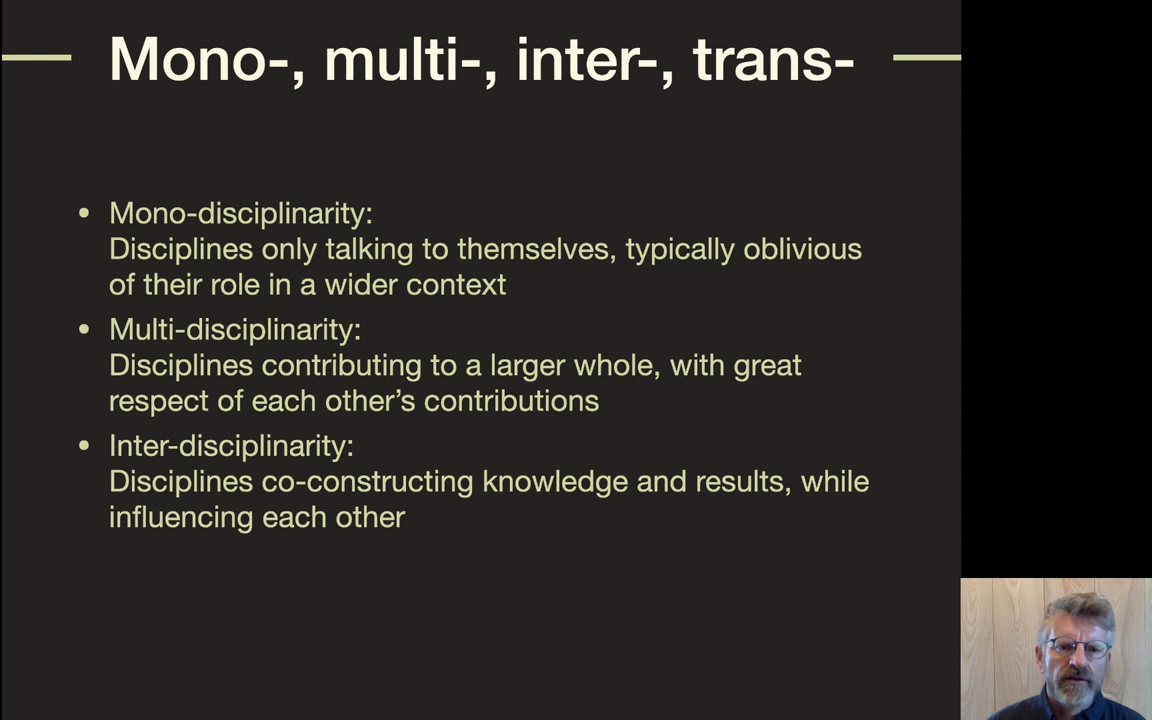 Mono-, multi-, inter-, trans-
• Mono-disciplinarity:
Disciplines only talking to themselves, typically oblivious
of their role in a wider context
• Multi-disciplinarity:
Disciplines contributing to a larger whole, with great
respect of each other’s contributions
• Inter-disciplinarity:
Disciplines co-constructing knowledge and results, while
influencing each other